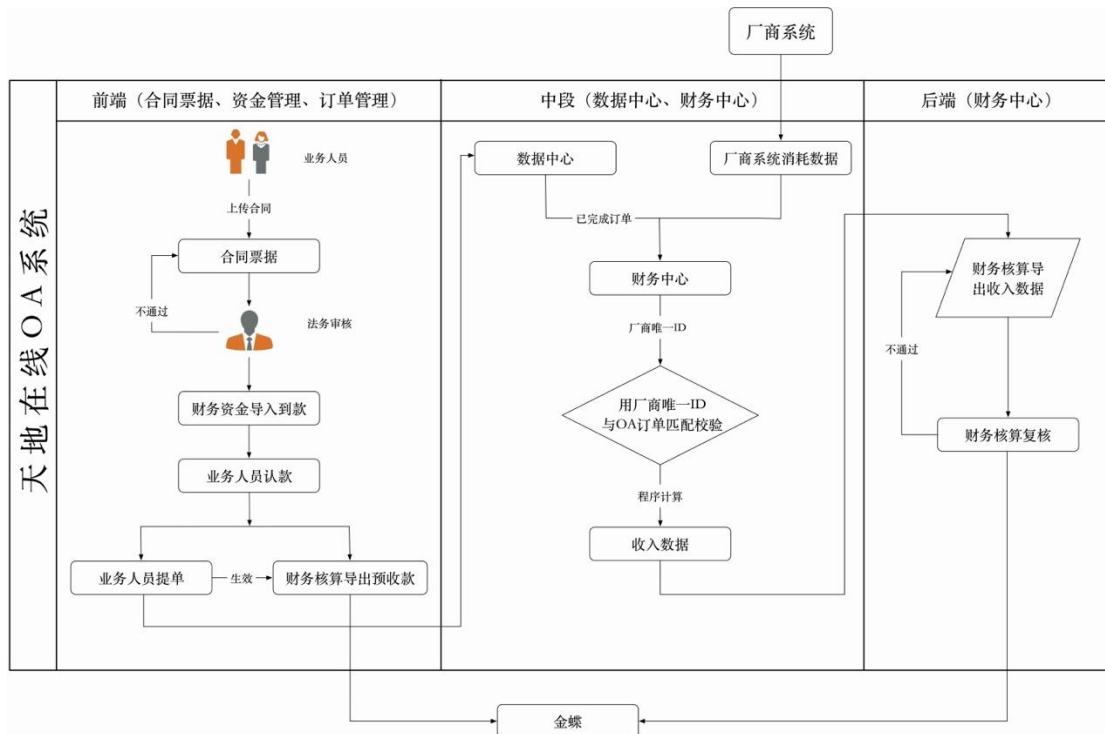 厂商系统
天地在线OA系统
前端（合同票据、资金管理、订单管理）
中段（数据中心、财务中心）
后端（财务中心）
业务人员
上传合同
合同票据
不通过
法务审核
财务资金导入到款
业务人员认款
业务人员提单
生效
财务核算导出预收款
数据中心
厂商系统消耗数据
已完成订单
财务中心
厂商唯一ID
用厂商唯一ID
与OA订单匹配校验
程序计算
收入数据
财务核算导
出收入数据
不通过
财务核算复核
金蝶